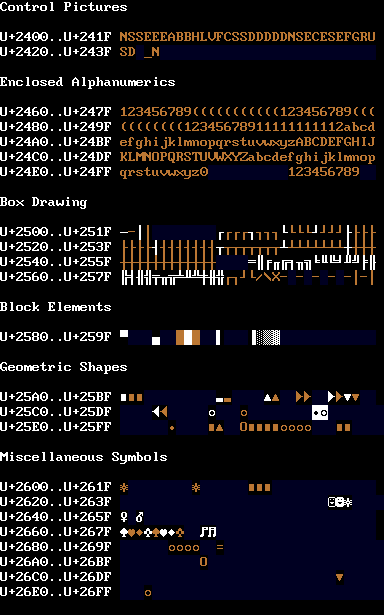 Control Pictures
U+2400..U+241F NSSEEEABBHLVFCSSDDDDDNSECESEFGRU
U+2420..U+243F SD _N
Enclosed Alphanumerics
U+2460..U+247F 123456789(((((((((((123456789(((
U+2480..U+249F ((((((((12345678911111111112abcd
U+24A0..U+24BF efghijklmnopqrstuvwxyzABCDEFGHIJ
U+24C0..U+24DF KLMNOPQRSTUVWXYZabcdefghijklmnop
U+24E0..U+24FF qrstuvwxyz0          123456789
Box Drawing
U+2500..U+251F
U+2520..U+253F
U+2540..U+255F
U+2560..U+257F
Block Elements
U+2580..U+259F
Geometric Shapes
U+25A0..U+25BF
U+25C0..U+25DF
U+25E0..U+25FF
Miscellaneous Symbols
U+2600..U+261F
U+2620..U+263F
U+2640..U+265F
U+2660..U+267F
U+2680..U+269F
U+26A0..U+26BF
U+26C0..U+26DF
U+26E0..U+26FF